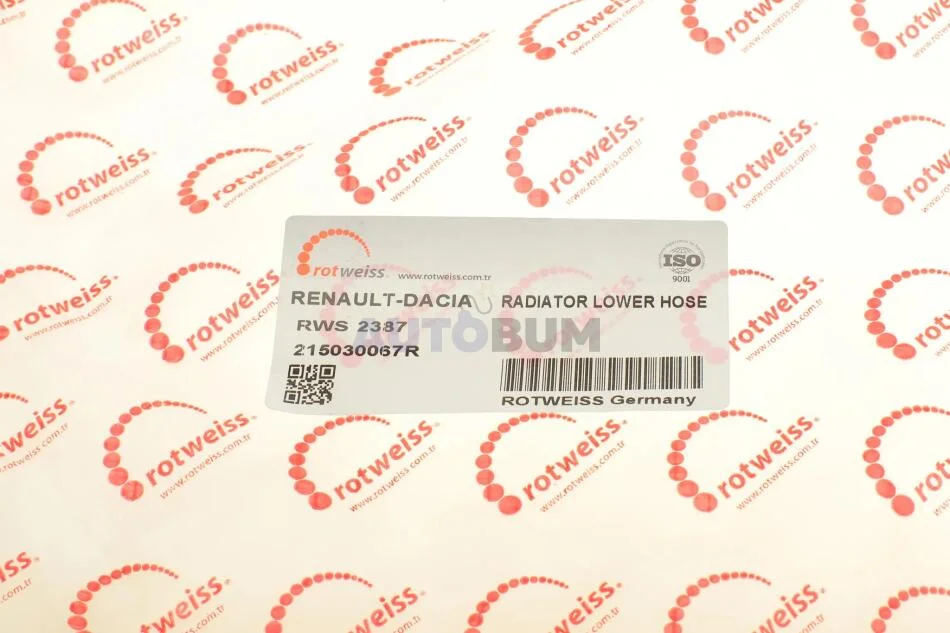 rotweiss® www.rotweiss.com.tr
ISO
9001
RENAULT-DACIA RADIATOR LOWER HOSE
RWS 2387
AUTOBUM
215030067R
ROTWEISS Germany
rotweiss®
www.rotweiss.com.tr